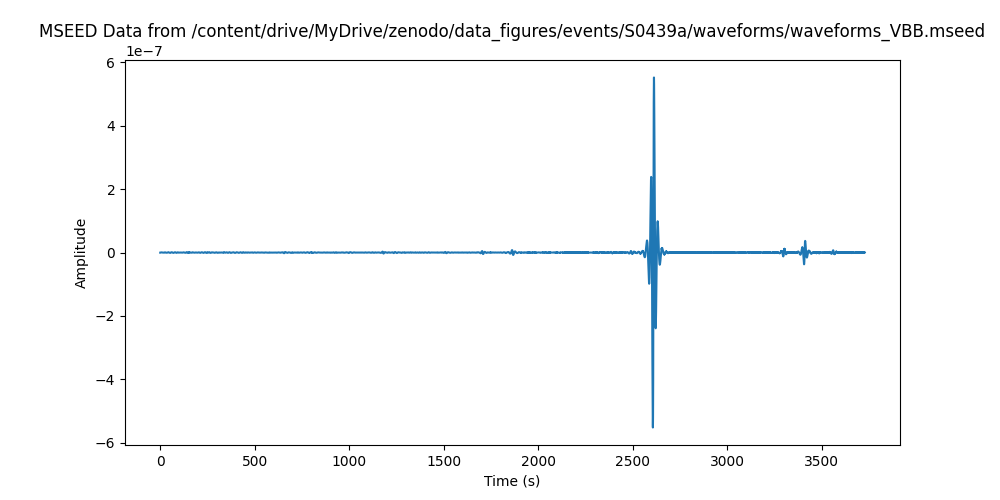 MSEED Data from /content/drive/MyDrive/zenodo/data_figures/events/S0439a/waveforms/waveforms_VBB.mseed
1e−7
6
4
2
0
−2
−4
−6
Amplitude
0 500 1000 1500 2000 2500 3000 3500
Time (s)